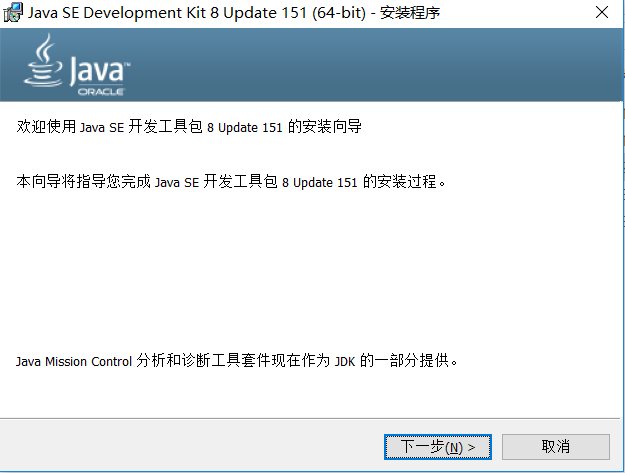 Java SE Development Kit 8 Update 151 (64-bit) - 安装程序
Java™
ORACLE
欢迎使用 Java SE 开发工具包 8 Update 151 的安装向导
本向导将指导您完成 Java SE 开发工具包 8 Update 151 的安装过程。
Java Mission Control 分析和诊断工具套件现在作为 JDK 的一部分提供。
下一步(N) >
取消